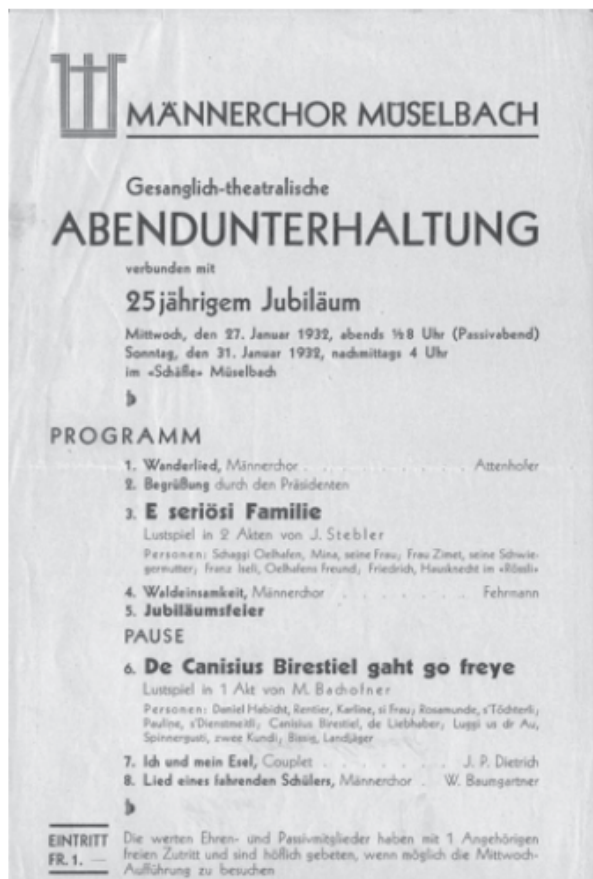 MÄNNERCHOR MÜSELBACH
Gesanglich-theatralische
ABENDUNTERHALTUNG
verbunden mit
25jährigem Jubiläum
Mittwoch, den 27. Januar 1932, abends ½8 Uhr (Passivabend)
Sonntag, den 31. Januar 1932, nachmittags 4 Uhr
im «Schäfle» Müselbach
PROGRAMM
1. Wanderlied, Männerchor . . . . . . . . . . Attenhofer
2. Begrüßung durch den Präsidenten
3. E seriösi Familie
Lustspiel in 2 Akten von J. Stebler
Personen: Schaggi Oelhafen, Mina, seine Frau; Frau Zimet, seine Schwie-
germutter; Franz Iseli, Oelhafens Freund; Friedrich, Hausknecht im «Rössli»
4. Waldeinsamkeit, Männerchor . . . . . . . Fehrmann
5. Jubiläumsfeier
PAUSE
6. De Canisius Birestiel gaht go freye
Lustspiel in 1 Akt von M. Bachofner
Personen: Daniel Habicht, Rentier, Karline, si Frau; Rosamunde, s'Töchterli;
Pauline, s'Dienstmeitli; Canisius Birestiel, de Liebhaber; Luggi us dr Au,
Spinnergusti, zwee Kundi; Bissig, Landjäger
7. Ich und mein Esel, Couplet . . . . . . . J. P. Dietrich
8. Lied eines fahrenden Schülers, Männerchor . W. Baumgartner
EINTRITT
FR. 1. —
Die werten Ehren- und Passivmitglieder haben mit 1 Angehörigen
freien Zutritt und sind höflich gebeten, wenn möglich die Mittwoch-
Aufführung zu besuchen